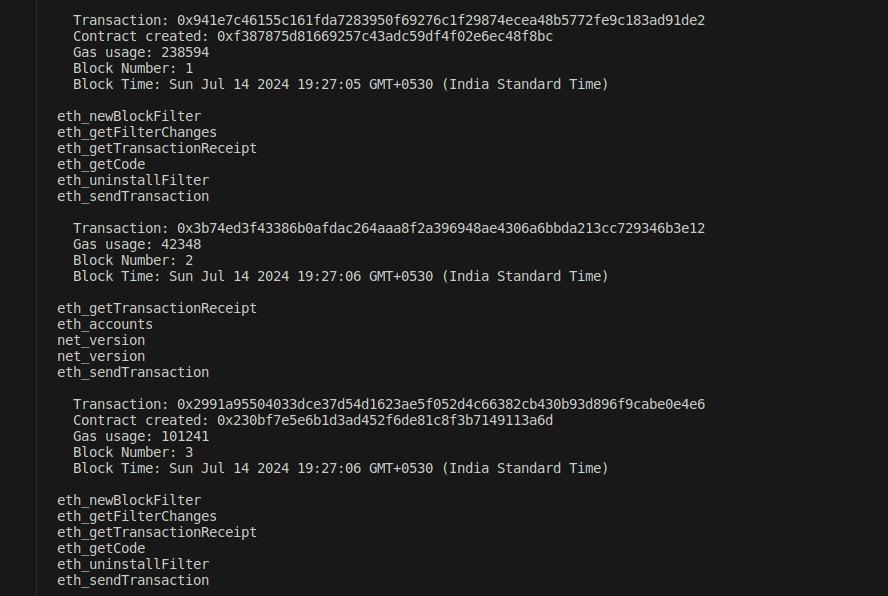 Transaction: 0x941e7c46155c161fda7283950f69276c1f29874ecea48b5772fe9c183ad91de2
Contract created: 0xf387875d81669257c43adc59df4f02e6ec48f8bc
Gas usage: 238594
Block Number: 1
Block Time: Sun Jul 14 2024 19:27:05 GMT+0530 (India Standard Time)
eth_newBlockFilter
eth_getFilterChanges
eth_getTransactionReceipt
eth_getCode
eth_uninstallFilter
eth_sendTransaction
Transaction: 0x3b74ed3f43386b0afdac264aaa8f2a396948ae4306a6bbda213cc729346b3e12
Gas usage: 42348
Block Number: 2
Block Time: Sun Jul 14 2024 19:27:06 GMT+0530 (India Standard Time)
eth_getTransactionReceipt
eth_accounts
net_version
net_version
eth_sendTransaction
Transaction: 0x2991a95504033dce37d54d1623ae5f052d4c66382cb430b93d896f9cabe0e4e6
Contract created: 0x230bf7e5e6b1d3ad452f6de81c8f3b7149113a6d
Gas usage: 101241
Block Number: 3
Block Time: Sun Jul 14 2024 19:27:06 GMT+0530 (India Standard Time)
eth_newBlockFilter
eth_getFilterChanges
eth_getTransactionReceipt
eth_getCode
eth_uninstallFilter
eth_sendTransaction